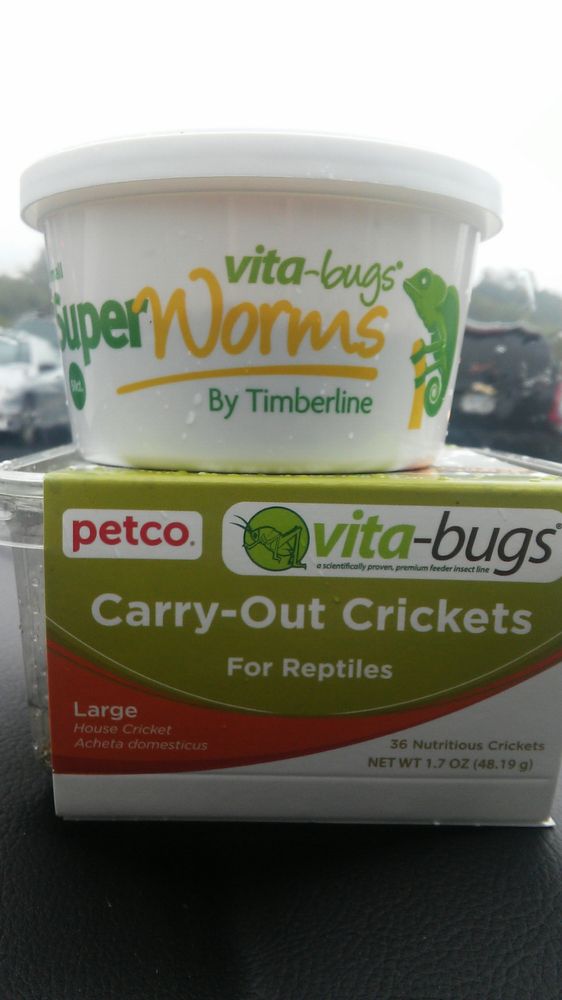 vita-bugs®
SuperWorms
By Timberline
petco®
vita-bugs®
a scientifically proven, premium feeder insect line
Carry-Out Crickets
For Reptiles
Large
House Cricket
Acheta domesticus
36 Nutritious Crickets
NET WT 1.7 OZ (48.19 g)